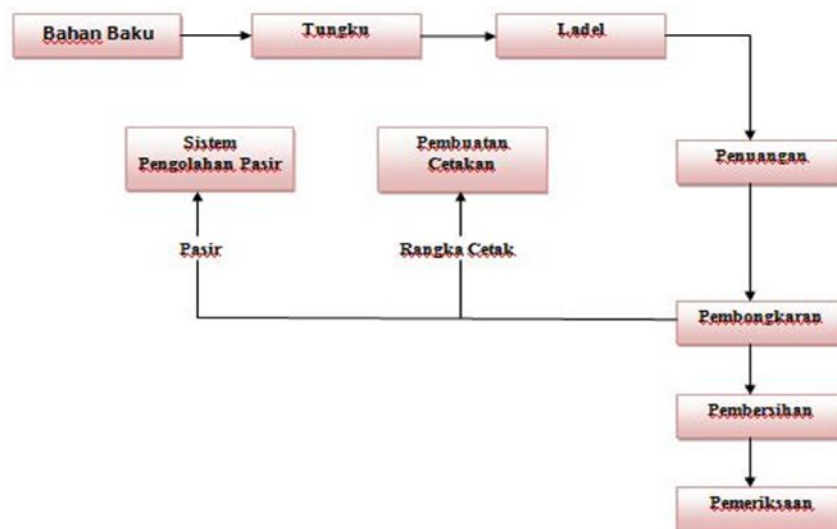 Bahan Baku
Tungku
Ladel
Sistem
Pengolahan Pasir
Pembuatan
Cetakan
Penuangan
Pasir
Rangka Cetak
Pembongkaran
Pembersihan
Pemeriksaan